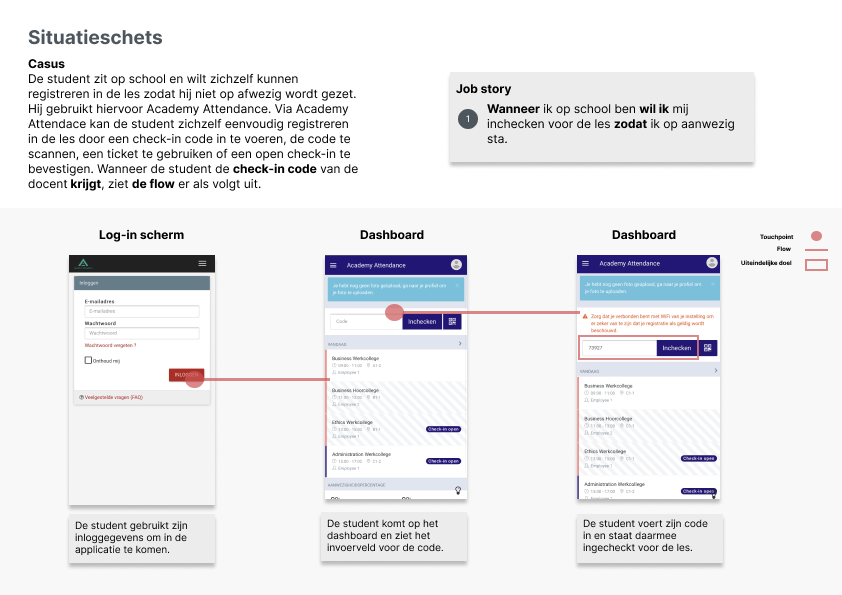 Situatieschets
Casus
De student zit op school en wilt zichzelf kunnen
registreren in de les zodat hij niet op afwezig wordt gezet.
Hij gebruikt hiervoor Academy Attendance. Via Academy
Attendace kan de student zichzelf eenvoudig registreren
in de les door een check-in code in te voeren, de code te
scannen, een ticket te gebruiken of een open check-in te
bevestigen. Wanneer de student de check-in code van de
docent krijgt, ziet de flow er als volgt uit.
Job story
1
Wanneer ik op school ben wil ik mij
inchecken voor de les zodat ik op aanwezig
sta.
Log-in scherm
Inloggen
E-mailadres
E-mailadres
Wachtwoord
Wachtwoord
Wachtwoord vergeten ?
Onthoud mij
Veelgestelde vragen (FAQ)
De student gebruikt zijn
inloggegevens om in de
applicatie te komen.
Dashboard
Academy Attendance
Je hebt nog geen foto geüpload, ga naar je profiel om
je foto te uploaden.
Code
Inchecken
VANDAAG
Business Werkcollege
Employee 1
Business Hoorcollege
Ethics Werkcollege
Check-in open
Employee 1
Administration Werkcollege
Check-in open
Employee 1
AANWEZIGHEIDSPERCENTAGE
De student komt op het
dashboard en ziet het
invoerveld voor de code.
Dashboard
Academy Attendance
Je hebt nog geen foto geüpload, ga naar je profiel om
je foto te uploaden.
Zorg dat je verbonden bent met WiFi van je instelling om
er zeker van te zijn dat je registratie als geldig wordt
beschouwd.
Inchecken
VANDAAG
Business Werkcollege
Employee 1
Business Hoorcollege
Ethics Werkcollege
Check-in open
Employee 1
Administration Werkcollege
Check-in open
De student voert zijn code
in en staat daarmee
ingecheckt voor de les.
Touchpoint
Flow
Uiteindelijke doel